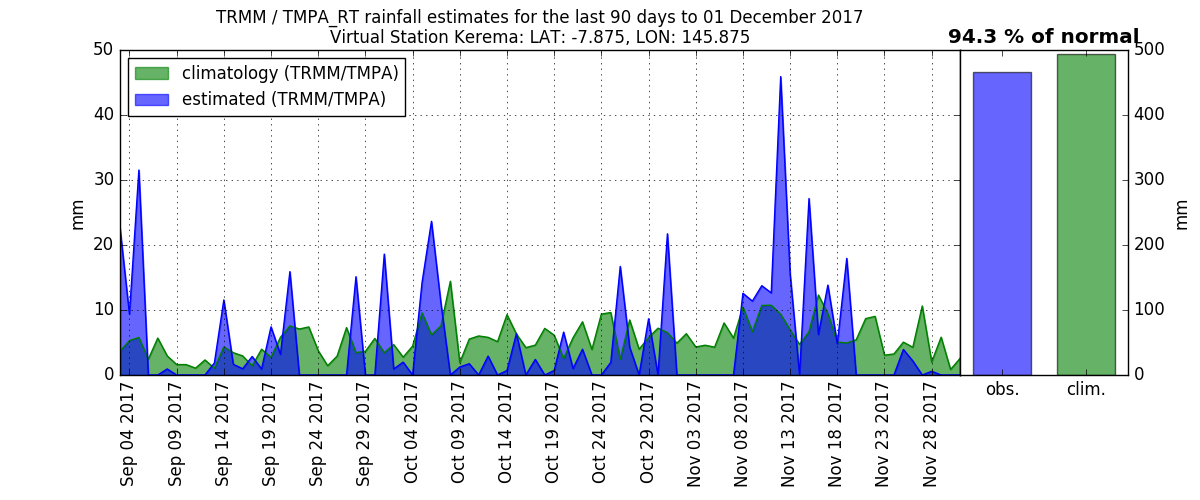 TRMM / TMPA_RT rainfall estimates for the last 90 days to 01 December 2017
Virtual Station Kerema: LAT: -7.875, LON: 145.875
94.3 % of normal
climatology (TRMM/TMPA)
estimated (TRMM/TMPA)
50
40
30
20
10
0
mm
500
400
300
200
100
0
mm
Sep 04 2017
Sep 09 2017
Sep 14 2017
Sep 19 2017
Sep 24 2017
Sep 29 2017
Oct 04 2017
Oct 09 2017
Oct 14 2017
Oct 19 2017
Oct 24 2017
Oct 29 2017
Nov 03 2017
Nov 08 2017
Nov 13 2017
Nov 18 2017
Nov 23 2017
Nov 28 2017
obs.
clim.